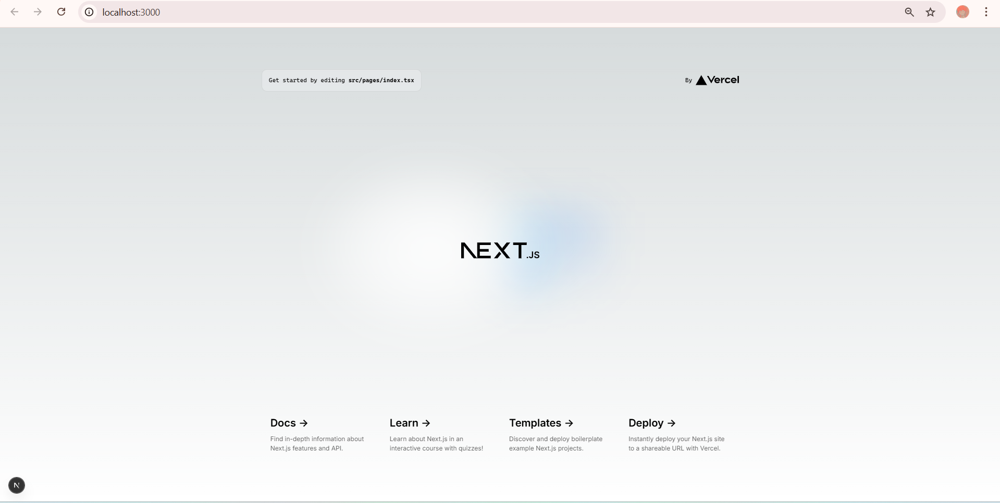 localhost:3000
Get started by editing src/pages/index.tsx
By Vercel
NEXT.JS
Docs →
Find in-depth information about
Next.js features and API.
Learn →
Learn about Next.js in an
interactive course with quizzes!
Templates →
Discover and deploy boilerplate
example Next.js projects.
Deploy →
Instantly deploy your Next.js site
to a shareable URL with Vercel.
N